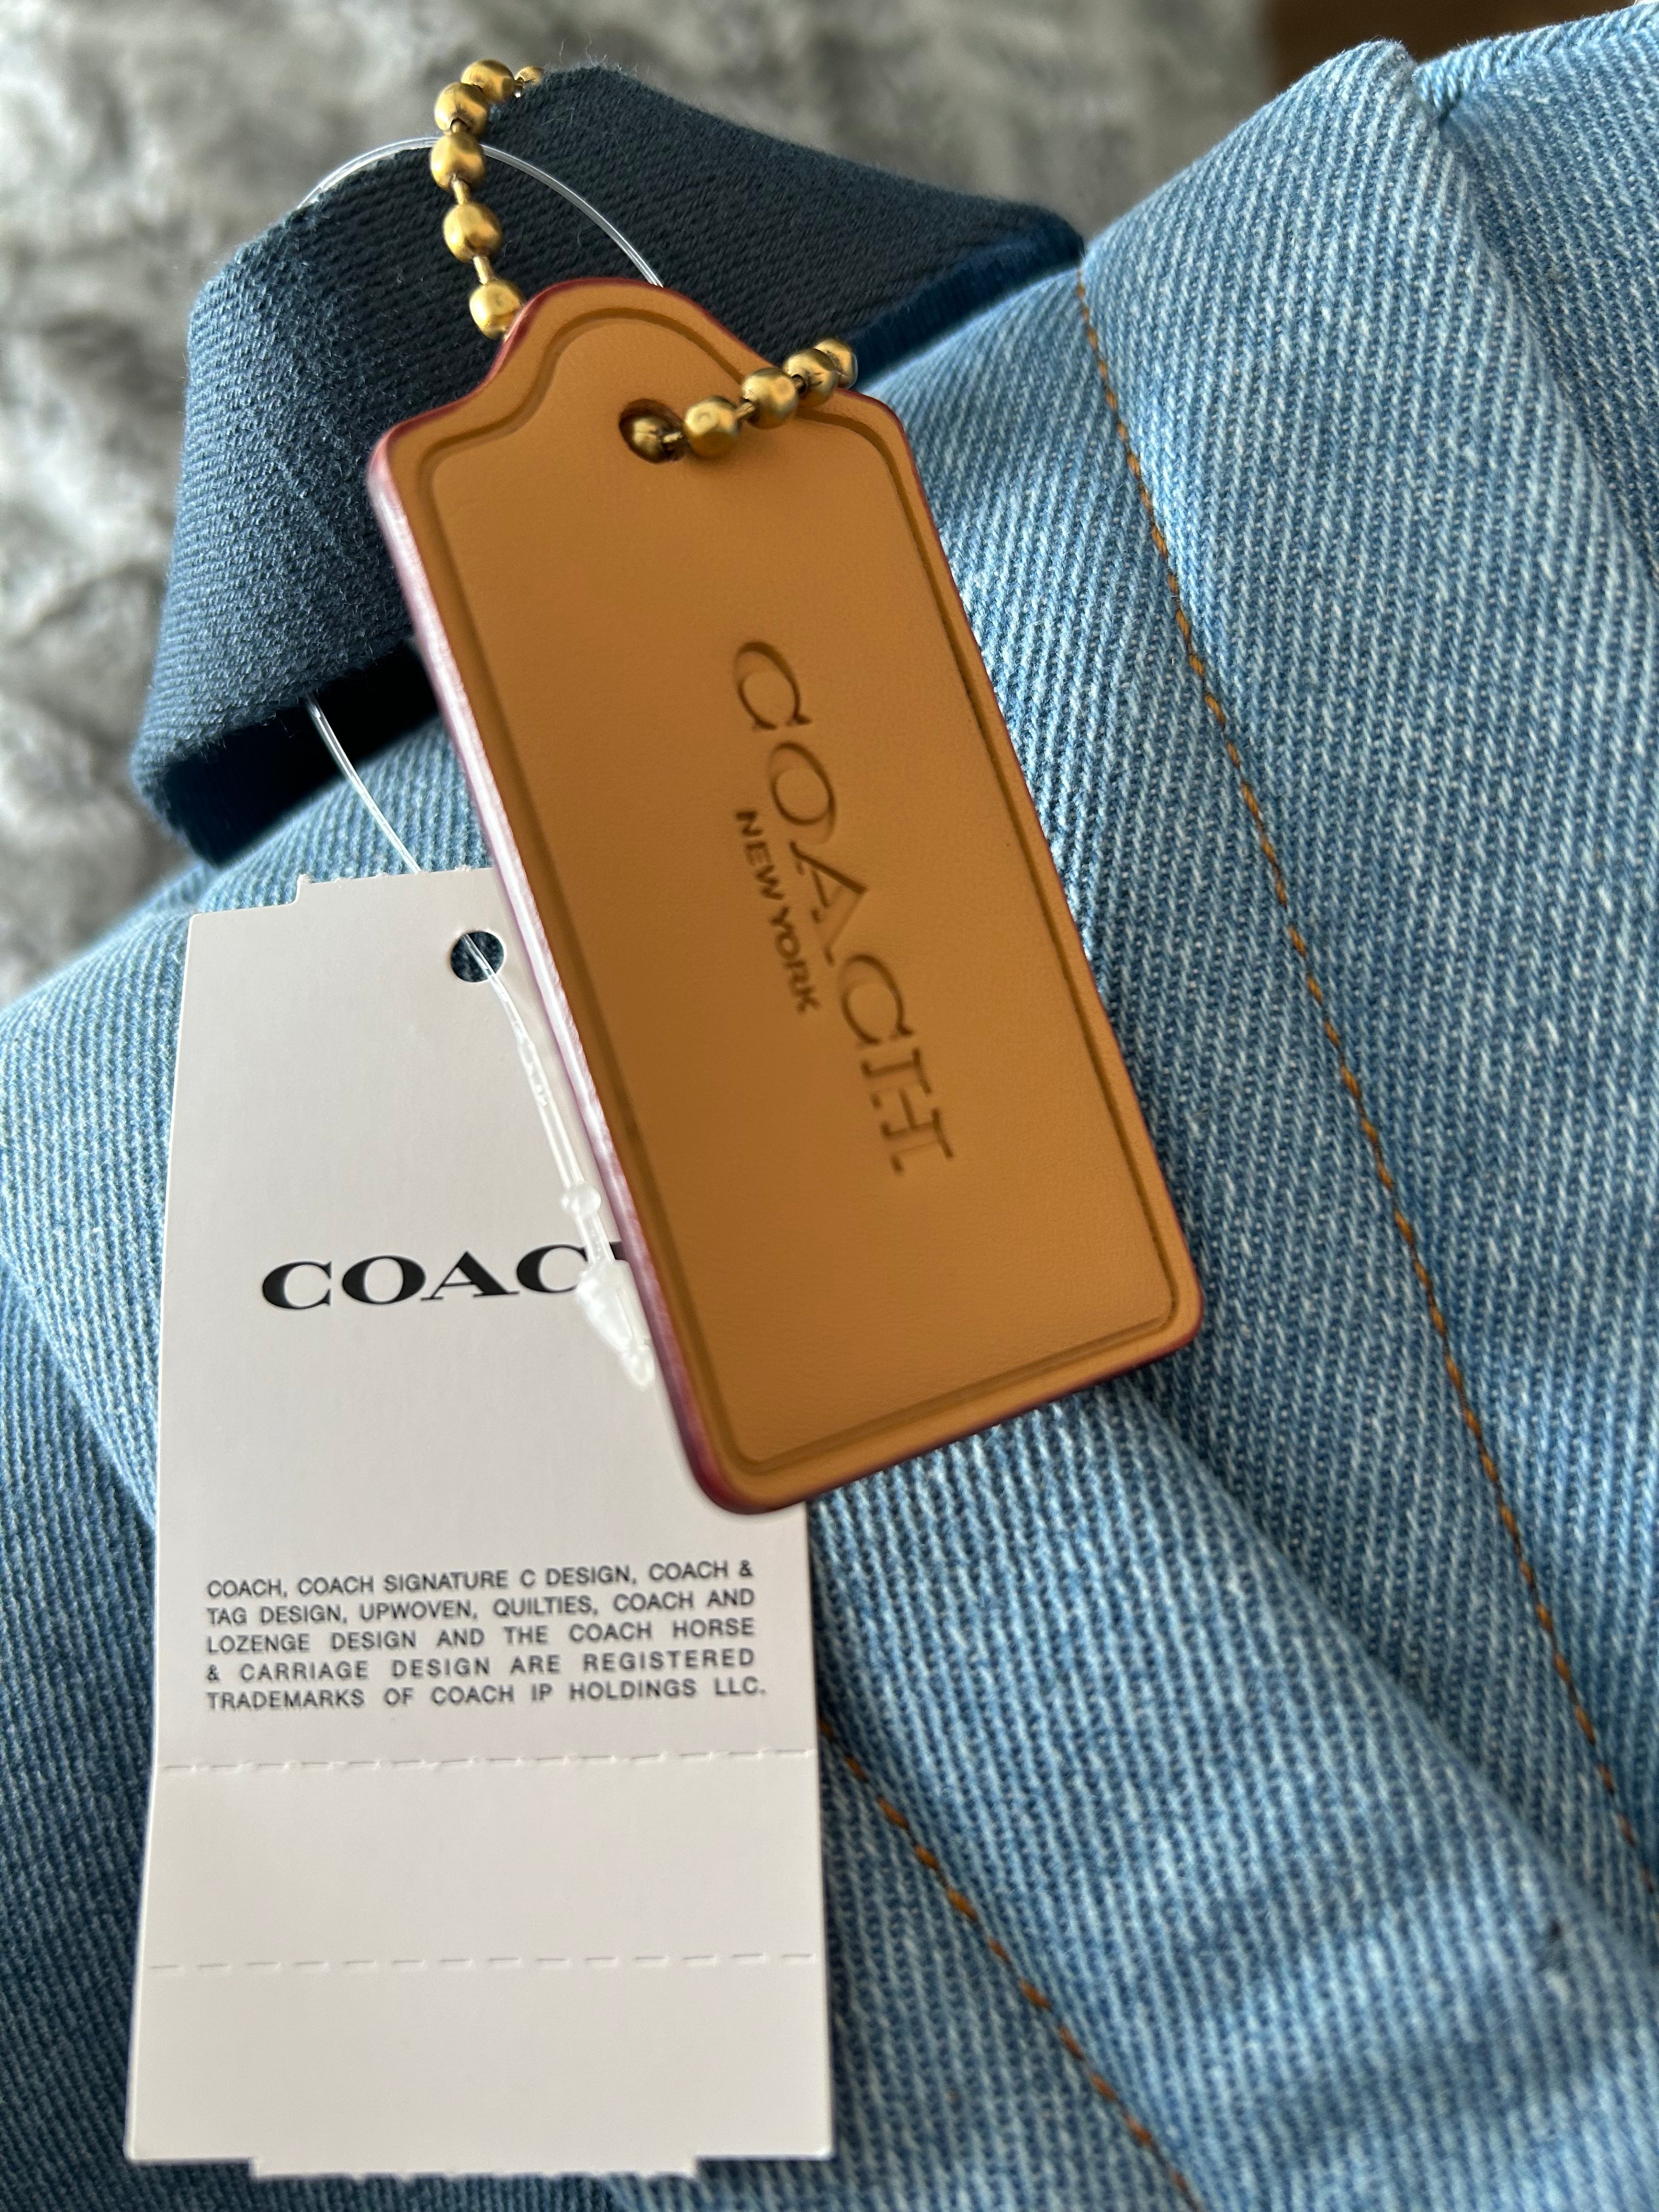 COACH
NEW YORK
COAC
COACH, COACH SIGNATURE C DESIGN, COACH &
TAG DESIGN, UPWOVEN, QUILTIES, COACH AND
LOZENGE DESIGN AND THE COACH HORSE
& CARRIAGE DESIGN ARE REGISTERED
TRADEMARKS OF COACH IP HOLDINGS LLC.